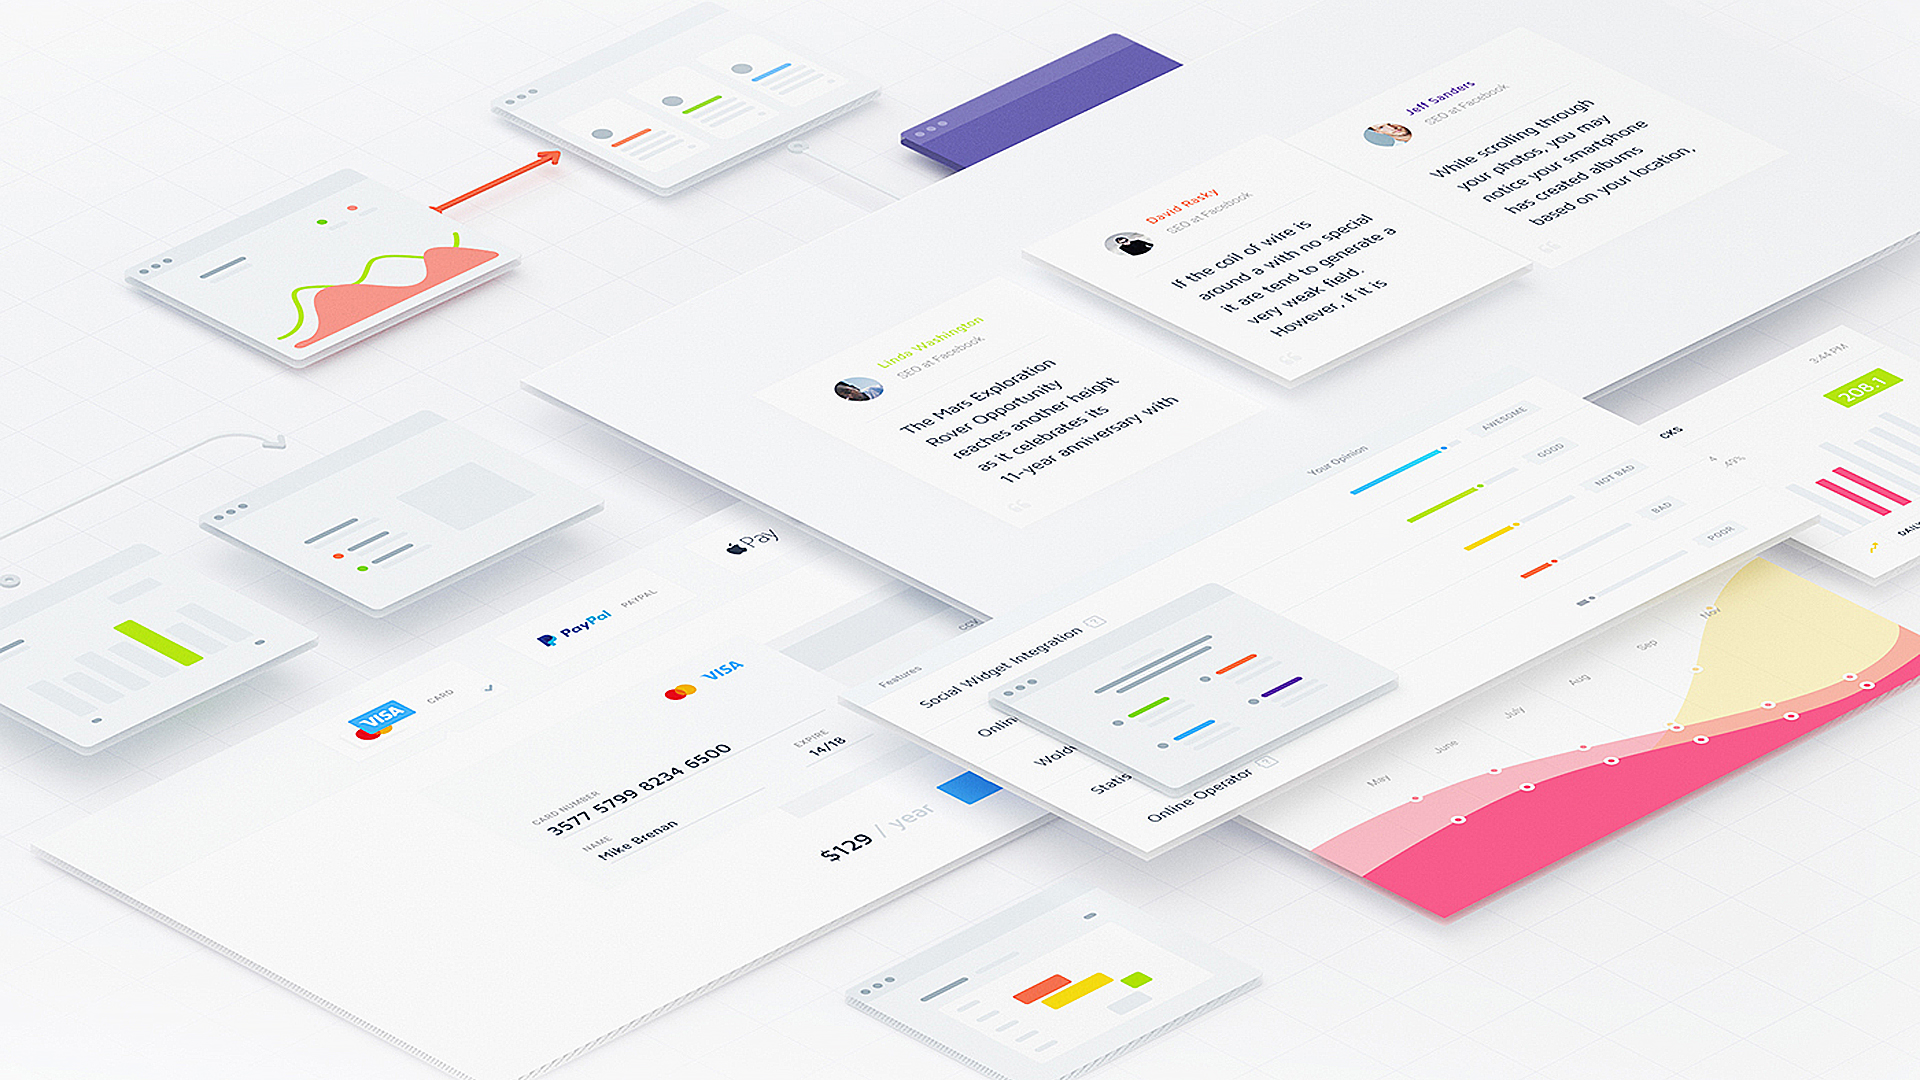 Jeff Sanders
SEO at Facebook
While scrolling through
your photos, you may
notice your smartphone
has created albums
based on your location,
David Rasky
SEO at Facebook
If the coil of wire is
around a with no special
it are tend to generate a
very weak field.
However, if it is
Linda Washington
SEO at Facebook
The Mars Exploration
Rover Opportunity
reaches another height
as it celebrates its
11-year anniversary with
3:44 PM
208.1
CKS
DAILY
Your Opinion
AWESOME
GOOD
NOT BAD
BAD
POOR
Features
Social Widget Integration
?
Onlin
Statis
Online Operator
?
Pay
PayPal
PAYPAL
VISA
CARD
VISA
CCV
CARD NUMBER
3577 5799 8234 6500
EXPIRE
14/18
NAME
Mike Brenan
$129 / year
Nov
Sep
Aug
July
June
May